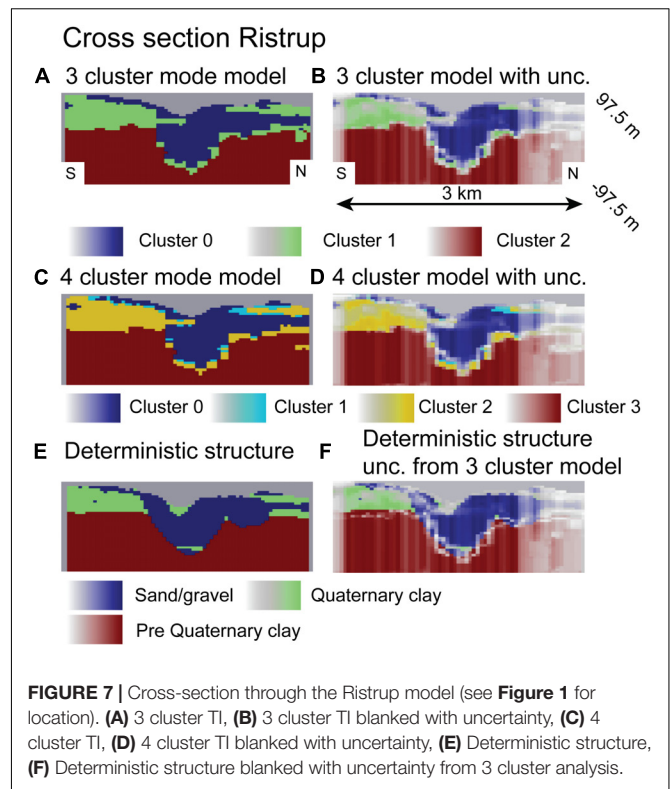 Cross section Ristrup
A 3 cluster mode model
B 3 cluster model with unc.
S
N
S
N
97.5 m
-97.5 m
3 km
Cluster 0
Cluster 1
Cluster 2
C 4 cluster mode model
D 4 cluster model with unc.
Cluster 0
Cluster 1
Cluster 2
Cluster 3
E Deterministic structure
F Deterministic structure
unc. from 3 cluster model
Sand/gravel
Quaternary clay
Pre Quaternary clay
FIGURE 7 | Cross-section through the Ristrup model (see Figure 1 for
location). (A) 3 cluster TI, (B) 3 cluster TI blanked with uncertainty, (C) 4
cluster TI, (D) 4 cluster TI blanked with uncertainty, (E) Deterministic structure,
(F) Deterministic structure blanked with uncertainty from 3 cluster analysis.